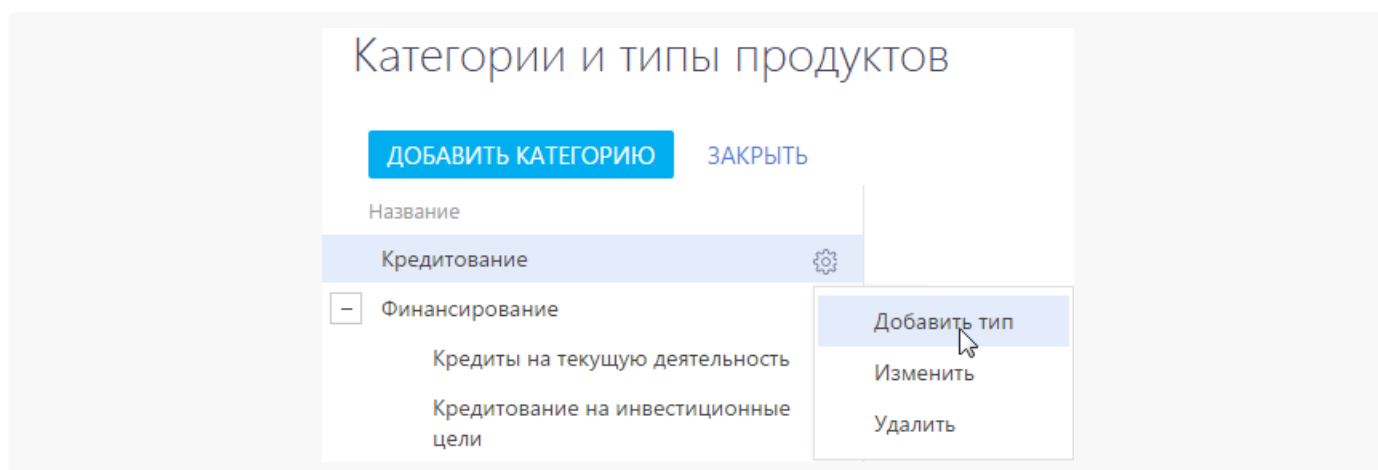 Категории и типы продуктов
ДОБАВИТЬ КАТЕГОРИЮ ЗАКРЫТЬ
Название
Кредитование
Финансирование
Добавить тип
Кредиты на текущую деятельность
Изменить
Кредитование на инвестиционные
цели
Удалить